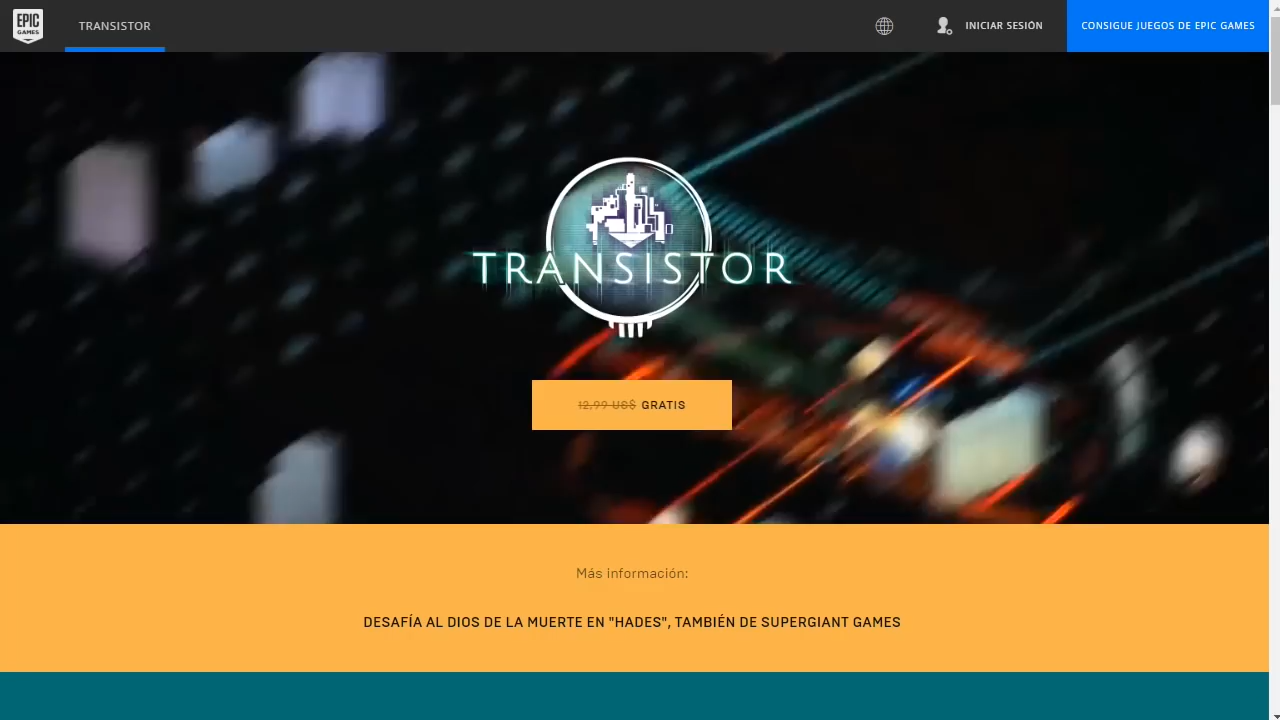 EPIC
GAMES
TRANSISTOR
INICIAR SESIÓN
CONSIGUE JUEGOS DE EPIC GAMES
TRANSISTOR
12,99 US$ GRATIS
Más información:
DESAFÍA AL DIOS DE LA MUERTE EN "HADES", TAMBIÉN DE SUPERGIANT GAMES